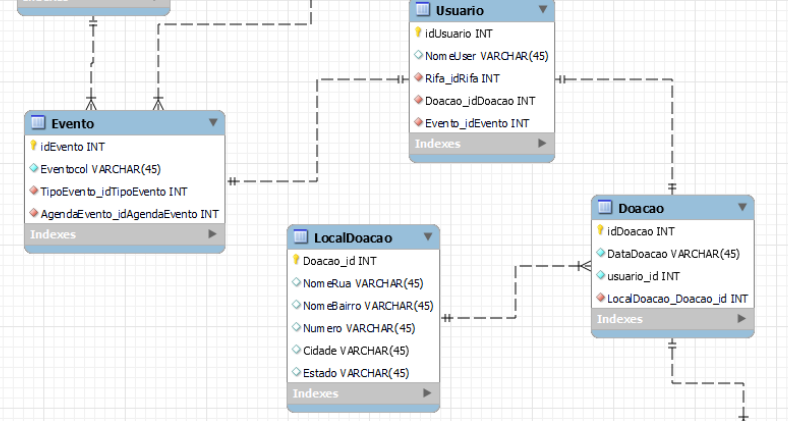 Indexes
Usuario
idUsuario INT
NomeUser VARCHAR(45)
Rifa_idRifa INT
Doacao_idDoacao INT
Evento_idEvento INT
Indexes
Evento
idEvento INT
Eventocol VARCHAR(45)
TipoEvento_idTipoEvento INT
AgendaEvento_idAgendaEvento INT
Indexes
LocalDoacao
Doacao_id INT
NomeRua VARCHAR(45)
NomeBairro VARCHAR(45)
Numero VARCHAR(45)
Cidade VARCHAR(45)
Estado VARCHAR(45)
Indexes
Doacao
idDoacao INT
DataDoacao VARCHAR(45)
usuario_id INT
LocalDoacao_Doacao_id INT
Indexes